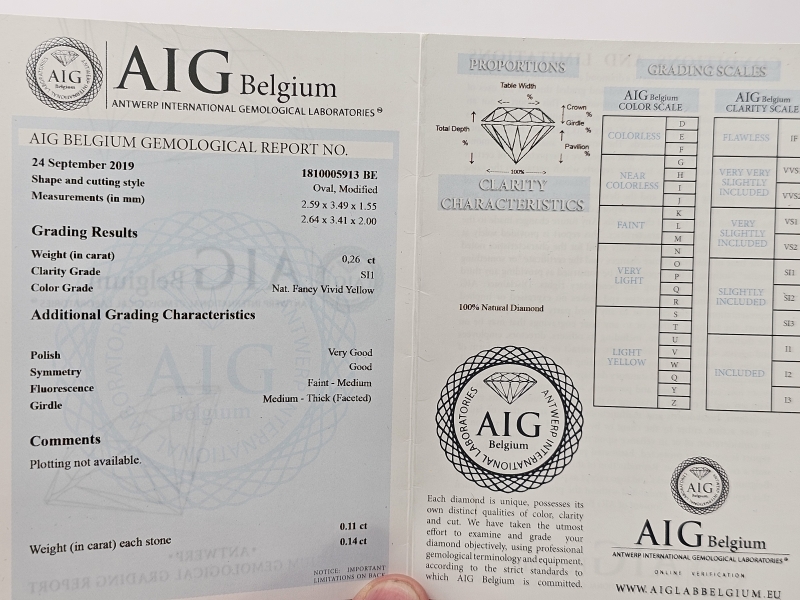 AIG Belgium
ANTWERP INTERNATIONAL GEMOLOGICAL LABORATORIES
AIG BELGIUM GEMOLOGICAL REPORT NO.
24 September 2019 1810005913 BE
Shape and cutting style Oval, Modified
Measurements (in mm) 2.59 x 3.49 x 1.55
2.64 x 3.41 x 2.00
Grading Results
Weight (in carat) 0,26 ct
Clarity Grade SI1
Color Grade Nat. Fancy Vivid Yellow
Additional Grading Characteristics
Polish Very Good
Symmetry Good
Fluorescence Faint - Medium
Girdle Medium - Thick (Faceted)
Comments
Plotting not available.
0.11 ct
Weight (in carat) each stone 0.14ct
NOTICE: IMPORTANT
LIMITATIONS ON BACK
PROPORTIONS
Table Width
%
Crown
%
Girdle
Total Depth
%
Pavilion
%
100%
CLARITY
CHARACTERISTICS
100% Natural Diamond
ANTWERP INTERNATIONAL GEMOLOGICAL LABORATORIES
AIG
Belgium
Each diamond is unique, possesses its
own distinct qualities of color, clarity
and cut. We have taken the utmost
effort to examine and grade your
diamond objectively, using professional
gemological terminology and equipment,
according to the strict standards to
which AIG Belgium is committed.
GRADING SCALES
AIG Belgium
COLOR SCALE
COLORLESS
D
E
F
NEAR
COLORLESS
G
H
I
J
FAINT
K
L
M
VERY
LIGHT
N
O
P
Q
R
LIGHT
YELLOW
S
T
U
V
W
Q
Y
Z
AIG Belgium
CLARITY SCALE
FLAWLESS
IF
VERY VERY
SLIGHTLY
INCLUDED
VVS
VVS
VERY
SLIGHTLY
INCLUDED
VS1
VS2
SLIGHTLY
INCLUDED
SI1
SI2
SI3
INCLUDED
I1
I2
I3
AIG
Belgium
AIG Belgium
ANTWERP INTERNATIONAL GEMOLOGICAL LABORATORIES
ONLINE VERIFICATION
WWW.AIGLABBELGIUM.EU